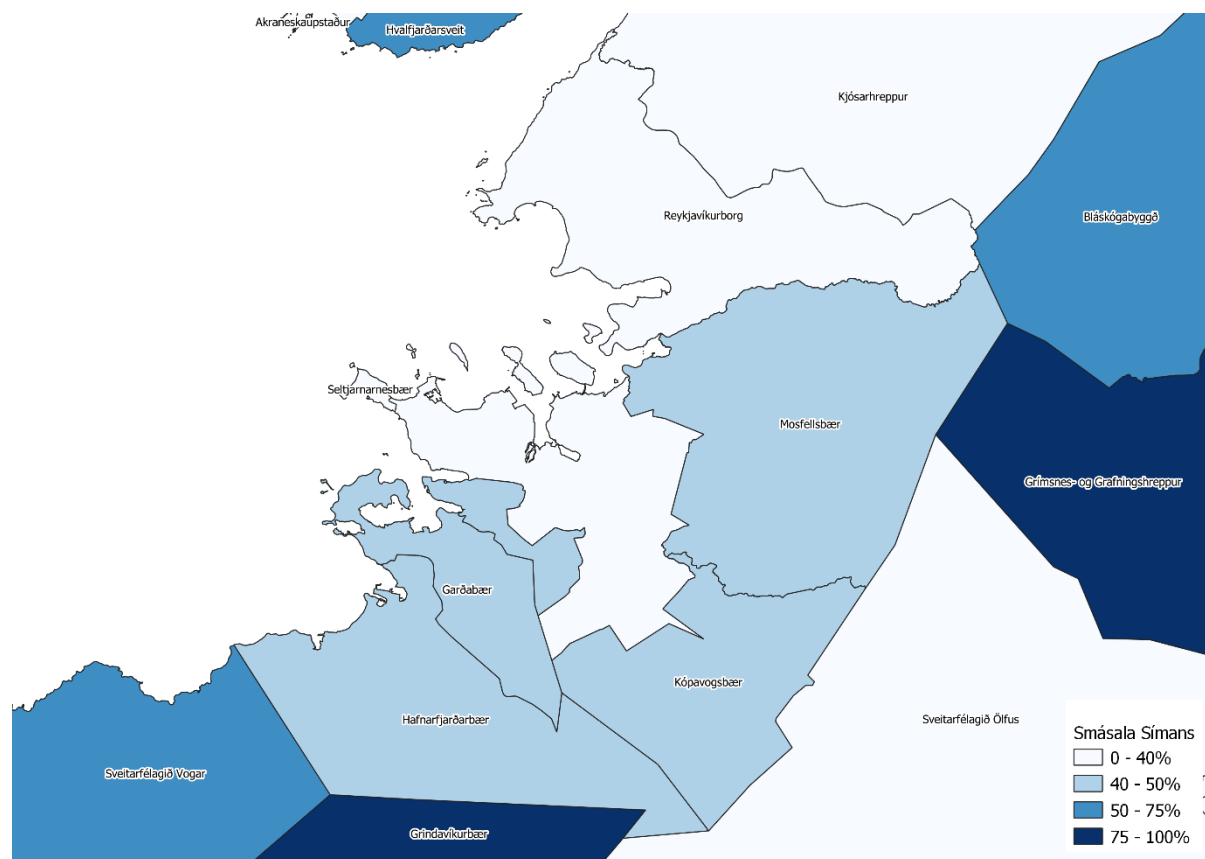 Akraneskaupstaður
Hvalfjarðarsveit
Kjósarhreppur
Reykjavíkurborg
Bláskógabyggð
Seltjarnarnesbær
Mosfellsbær
Grímsnes- og Grafningshreppur
Garðabær
Kópavogsbær
Hafnarfjarðarbær
Sveitarfélagið Ölfus
Sveitarfélagið Vogar
Grindavíkurbær
Smásala Símans
0 - 40%
40 - 50%
50 - 75%
75 - 100%